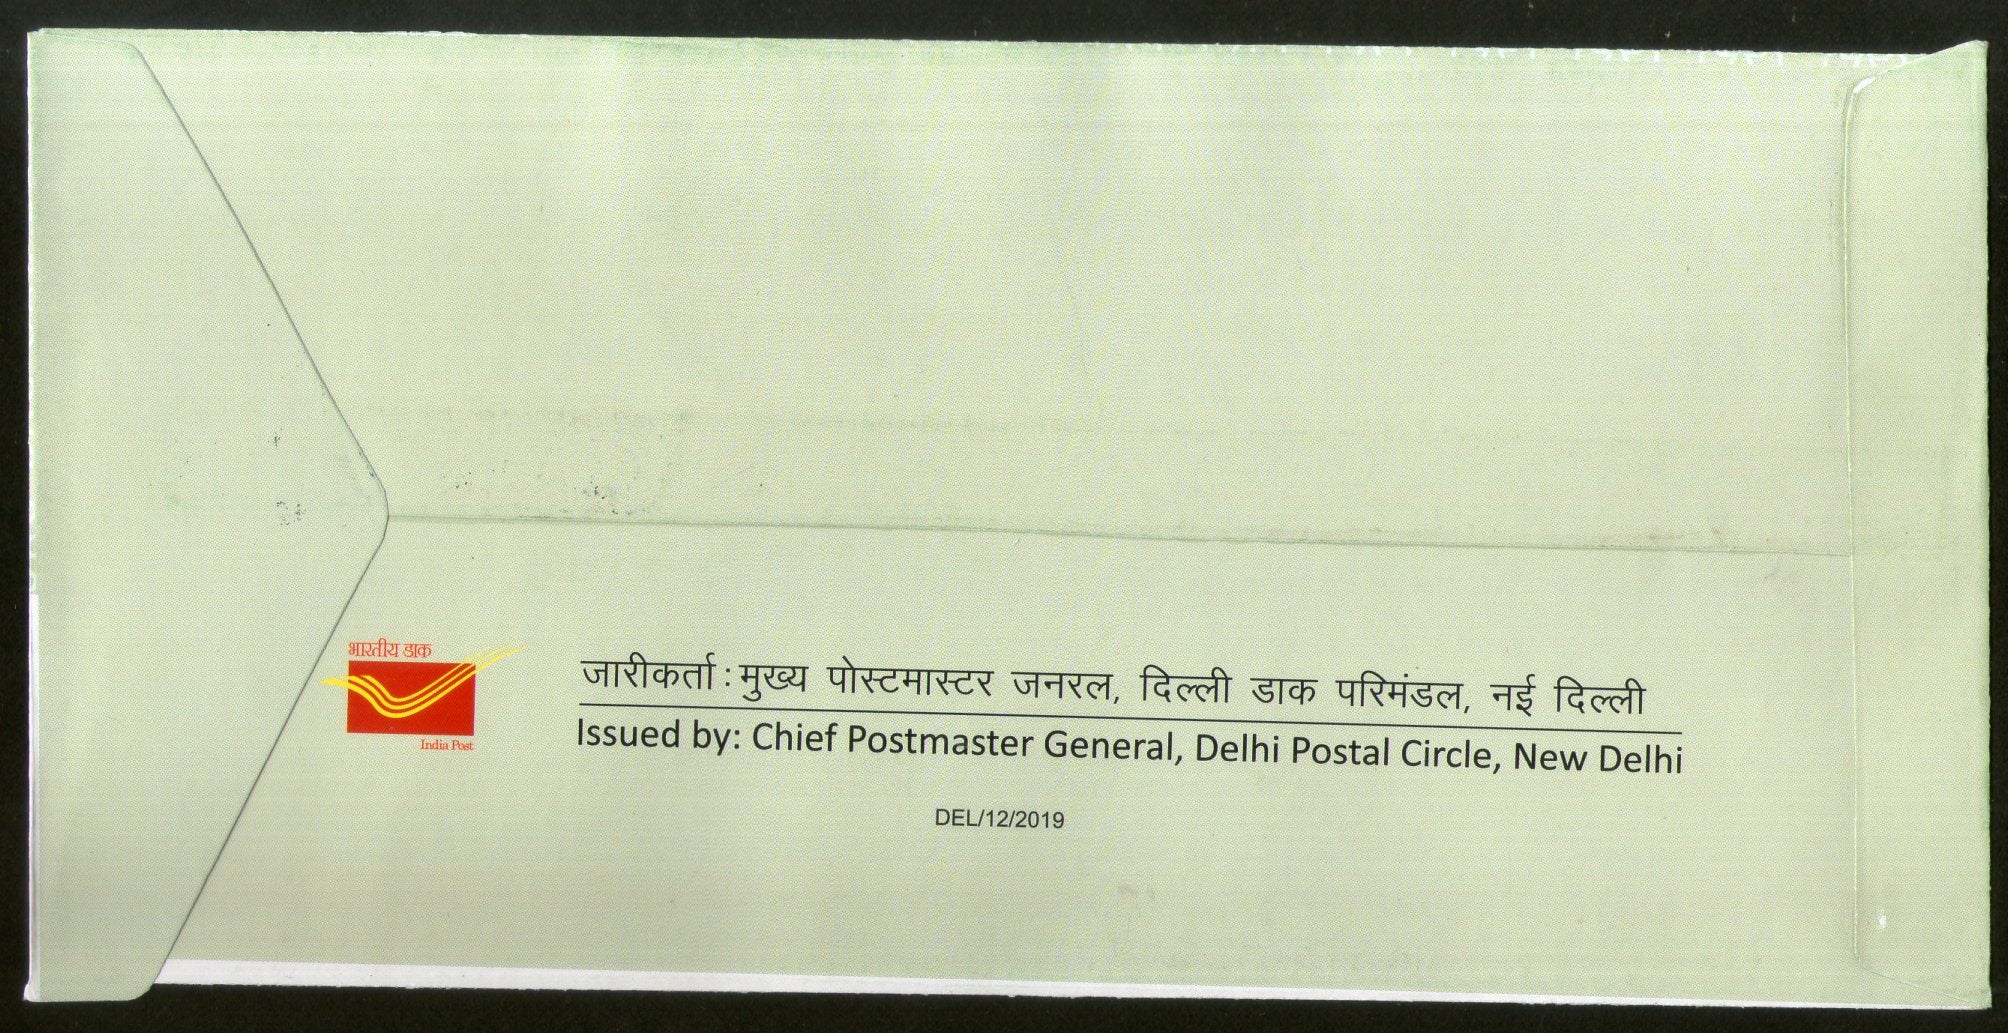 भारतीय डाक
India Post
जारीकर्ता : मुख्य पोस्टमास्टर जनरल, दिल्ली डाक परिमंडल, नई दिल्ली
Issued by: Chief Postmaster General, Delhi Postal Circle, New Delhi
DEL/12/2019